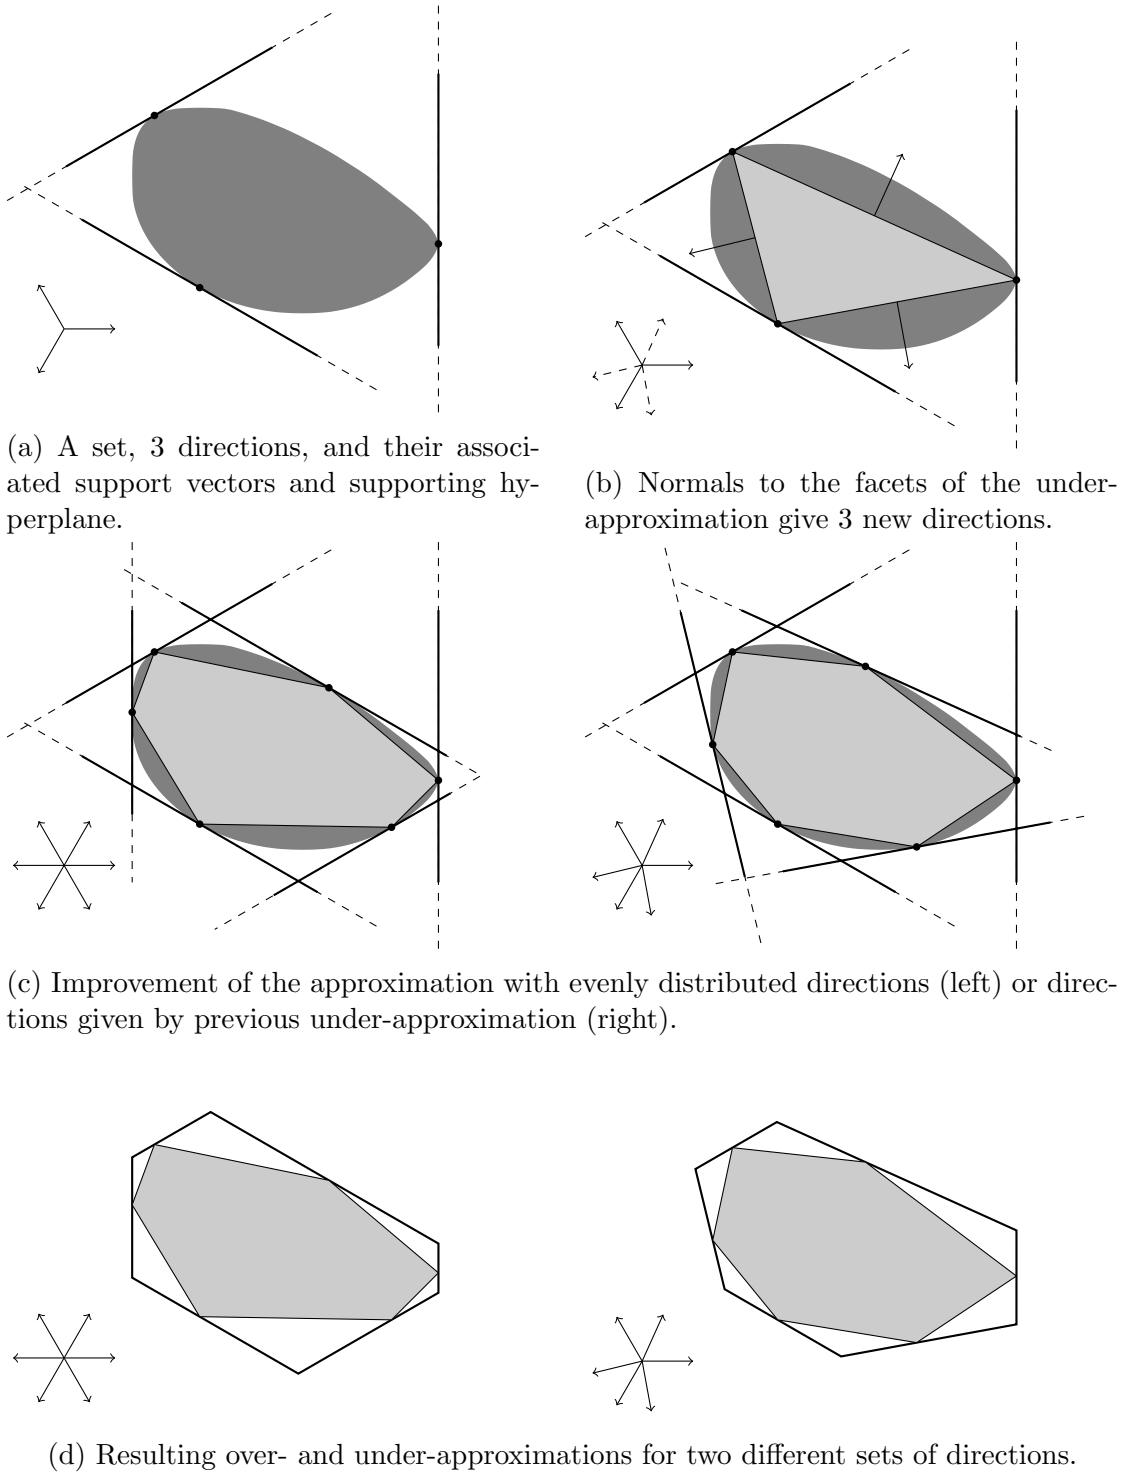 (a) A set, 3 directions, and their associ-
ated support vectors and supporting hy-
perplane.
(b) Normals to the facets of the under-
approximation give 3 new directions.
(c) Improvement of the approximation with evenly distributed directions (left) or direc-
tions given by previous under-approximation (right).
(d) Resulting over- and under-approximations for two different sets of directions.